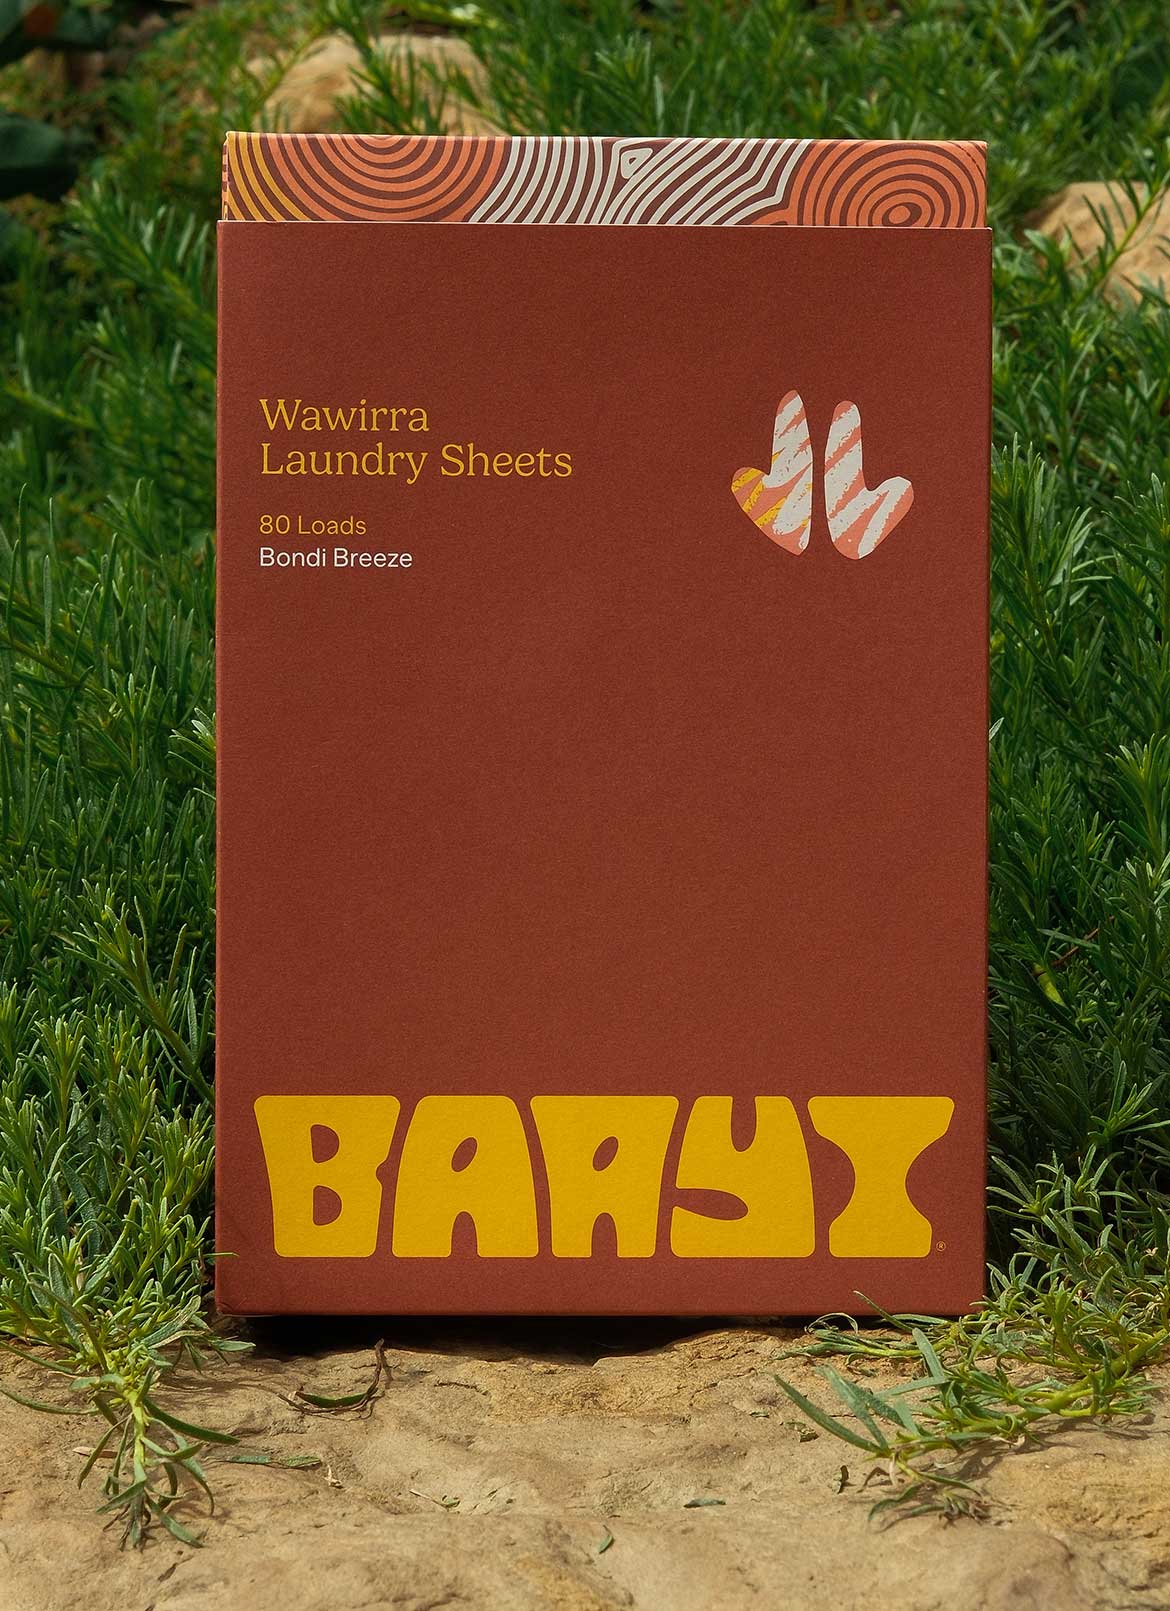 Wawirra
Laundry Sheets
80 Loads
Bondi Breeze
BAAYI®